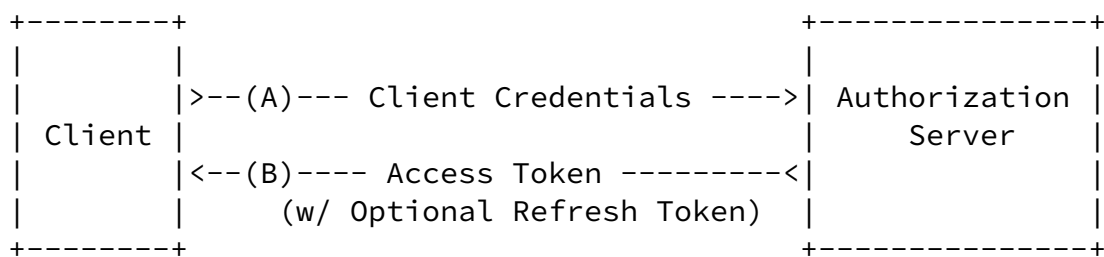 +--------+                                  +---------------+
|        |                                  |               |
|        |>--(A)--- Client Credentials ---->| Authorization |
| Client |                                  |     Server    |
|        |<--(B)---- Access Token ---------<|               |
|        |     (w/ Optional Refresh Token)  |               |
+--------+                                  +---------------+